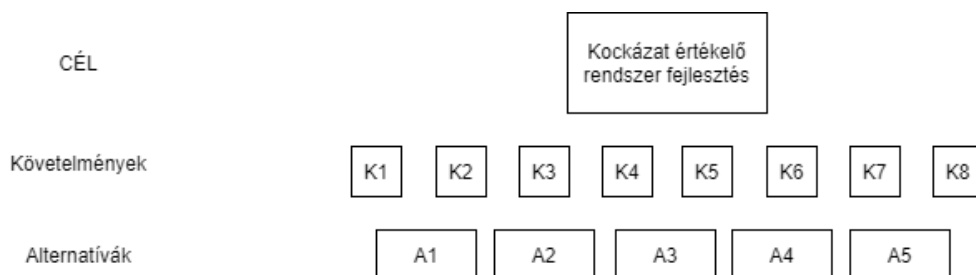 CÉL
Kockázat értékelő
rendszer fejlesztés
Követelmények
K1 K2 K3 K4 K5 K6 K7 K8
Alternatívák
A1 A2 A3 A4 A5